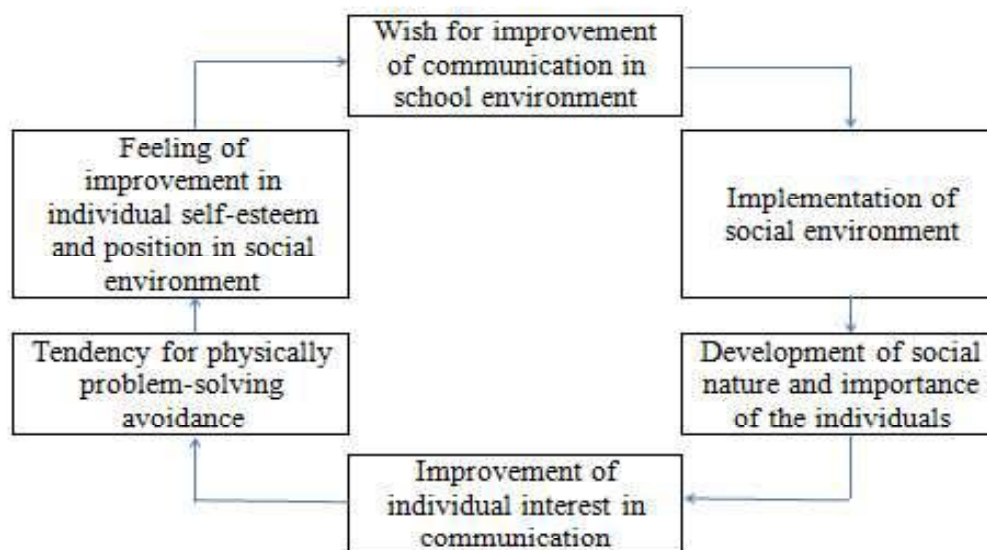 Wish for improvement
of communication in
school environment
Feeling of
improvement in
individual self-esteem
and position in social
environment
Implementation of
social environment
Tendency for physically
problem-solving
avoidance
Development of social
nature and importance
of the individuals
Improvement of
individual interest in
communication